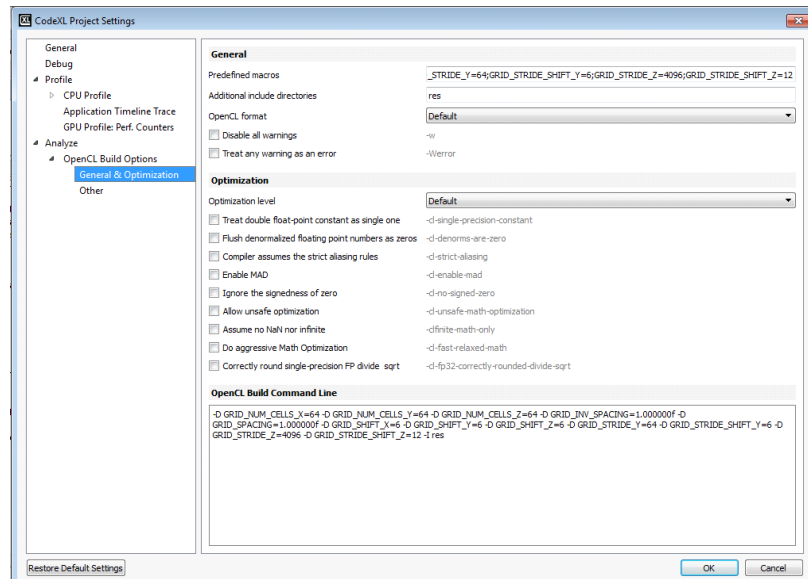 CodeXL Project Settings
General
Debug
Profile
CPU Profile
Application Timeline Trace
GPU Profile: Perf. Counters
Analyze
OpenCL Build Options
General & Optimization
Other
General
Predefined macros
_STRIDE_Y=64;GRID_STRIDE_SHIFT_Y=6;GRID_STRIDE_Z=4096;GRID_STRIDE_SHIFT_Z=12
Additional include directories
res
OpenCL format
Default
Disable all warnings
-w
Treat any warning as an error
-Werror
Optimization
Optimization level
Default
Treat double float-point constant as single one
-cl-single-precision-constant
Flush denormalized floating point numbers as zeros
-cl-denorms-are-zero
Compiler assumes the strict aliasing rules
-cl-strict-aliasing
Enable MAD
-cl-enable-mad
Ignore the signedness of zero
-cl-no-signed-zero
Allow unsafe optimization
-cl-unsafe-math-optimization
Assume no NaN nor infinite
-clfinite-math-only
Do aggressive Math Optimization
-cl-fast-relaxed-math
Correctly round single-precision FP divide sqrt
-cl-fp32-correctly-rounded-divide-sqrt
OpenCL Build Command Line
-D GRID_NUM_CELLS_X=64 -D GRID_NUM_CELLS_Y=64 -D GRID_NUM_CELLS_Z=64 -D GRID_INV_SPACING=1.000000f -D
GRID_SPACING=1.000000f -D GRID_SHIFT_X=6 -D GRID_SHIFT_Y=6 -D GRID_SHIFT_Z=6 -D GRID_STRIDE_Y=64 -D GRID_STRIDE_SHIFT_Y=6 -D
GRID_STRIDE_Z=4096 -D GRID_STRIDE_SHIFT_Z=12 -I res
Restore Default Settings
OK
Cancel